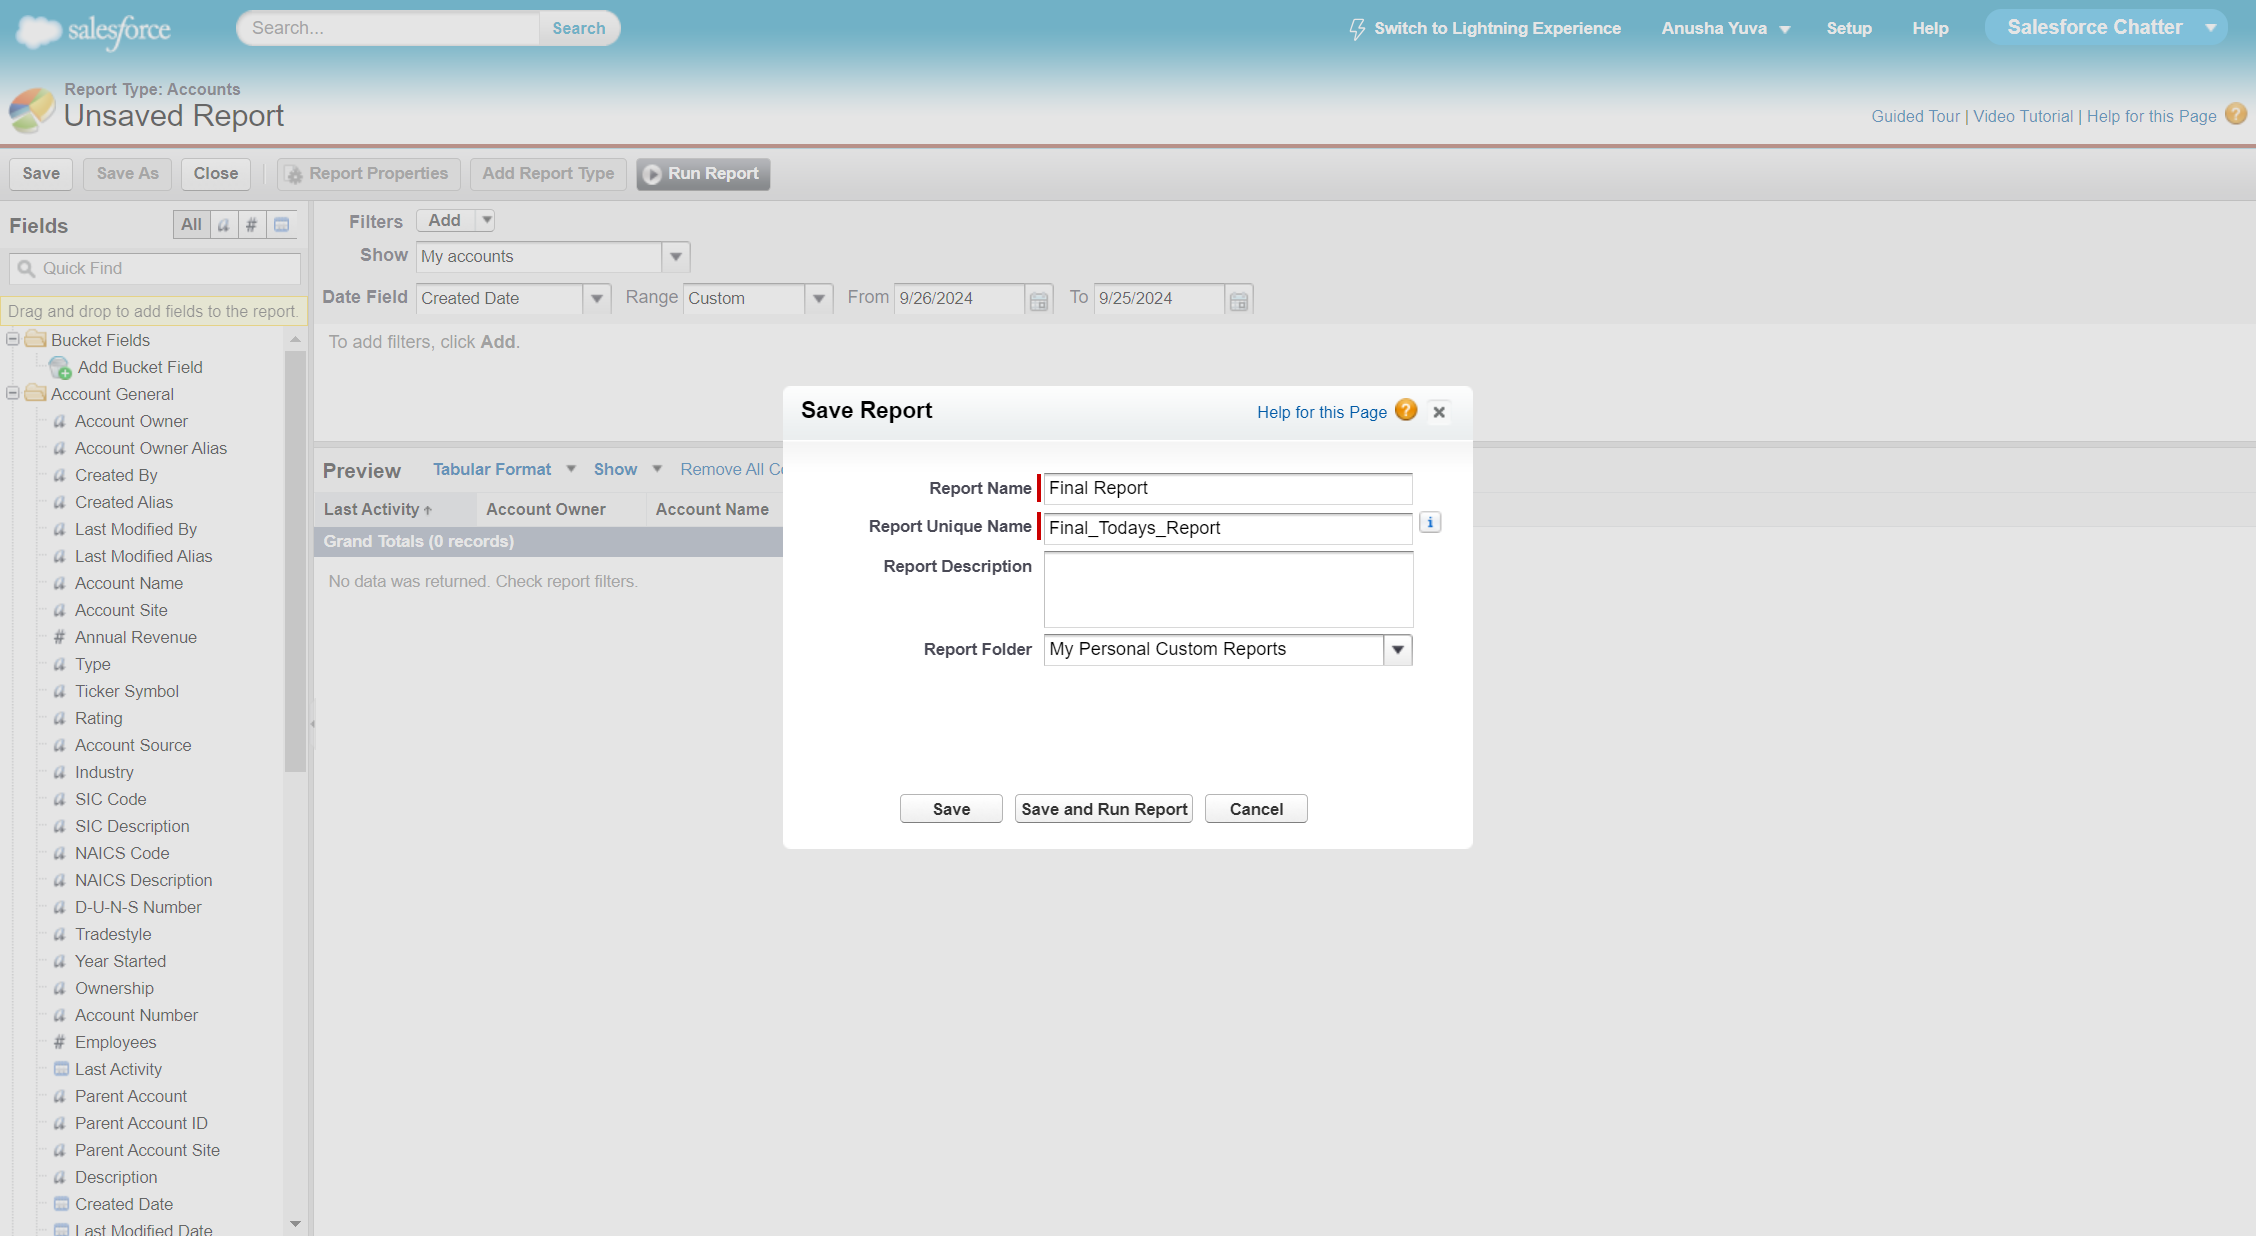 salesforce
Search...
Search
Switch to Lightning Experience
Anusha Yuva
Setup
Help
Salesforce Chatter
Report Type: Accounts
Unsaved Report
Guided Tour | Video Tutorial | Help for this Page ?
Save
Save As
Close
Report Properties
Add Report Type
Run Report
Fields
All
a
#
Filters
Add
Show
My accounts
Quick Find
Date Field
Created Date
Range
Custom
From
9/26/2024
To
9/25/2024
Drag and drop to add fields to the report.
To add filters, click Add.
Bucket Fields
Add Bucket Field
Account General
a Account Owner
a Account Owner Alias
a Created By
a Created Alias
a Last Modified By
a Last Modified Alias
a Account Name
a Account Site
# Annual Revenue
a Type
a Ticker Symbol
a Rating
a Account Source
a Industry
a SIC Code
a SIC Description
a NAICS Code
a NAICS Description
a D-U-N-S Number
a Tradestyle
a Year Started
a Ownership
a Account Number
# Employees
Last Activity
a Parent Account
a Parent Account ID
a Parent Account Site
a Description
Created Date
Last Modified Date
Preview
Tabular Format
Show
Remove All
Last Activity
Account Owner
Account Name
Grand Totals (0 records)
No data was returned. Check report filters.
Save Report
Help for this Page ?
Report Name
Final Report
Report Unique Name
Final_Todays_Report
i
Report Description
Report Folder
My Personal Custom Reports
Save
Save and Run Report
Cancel